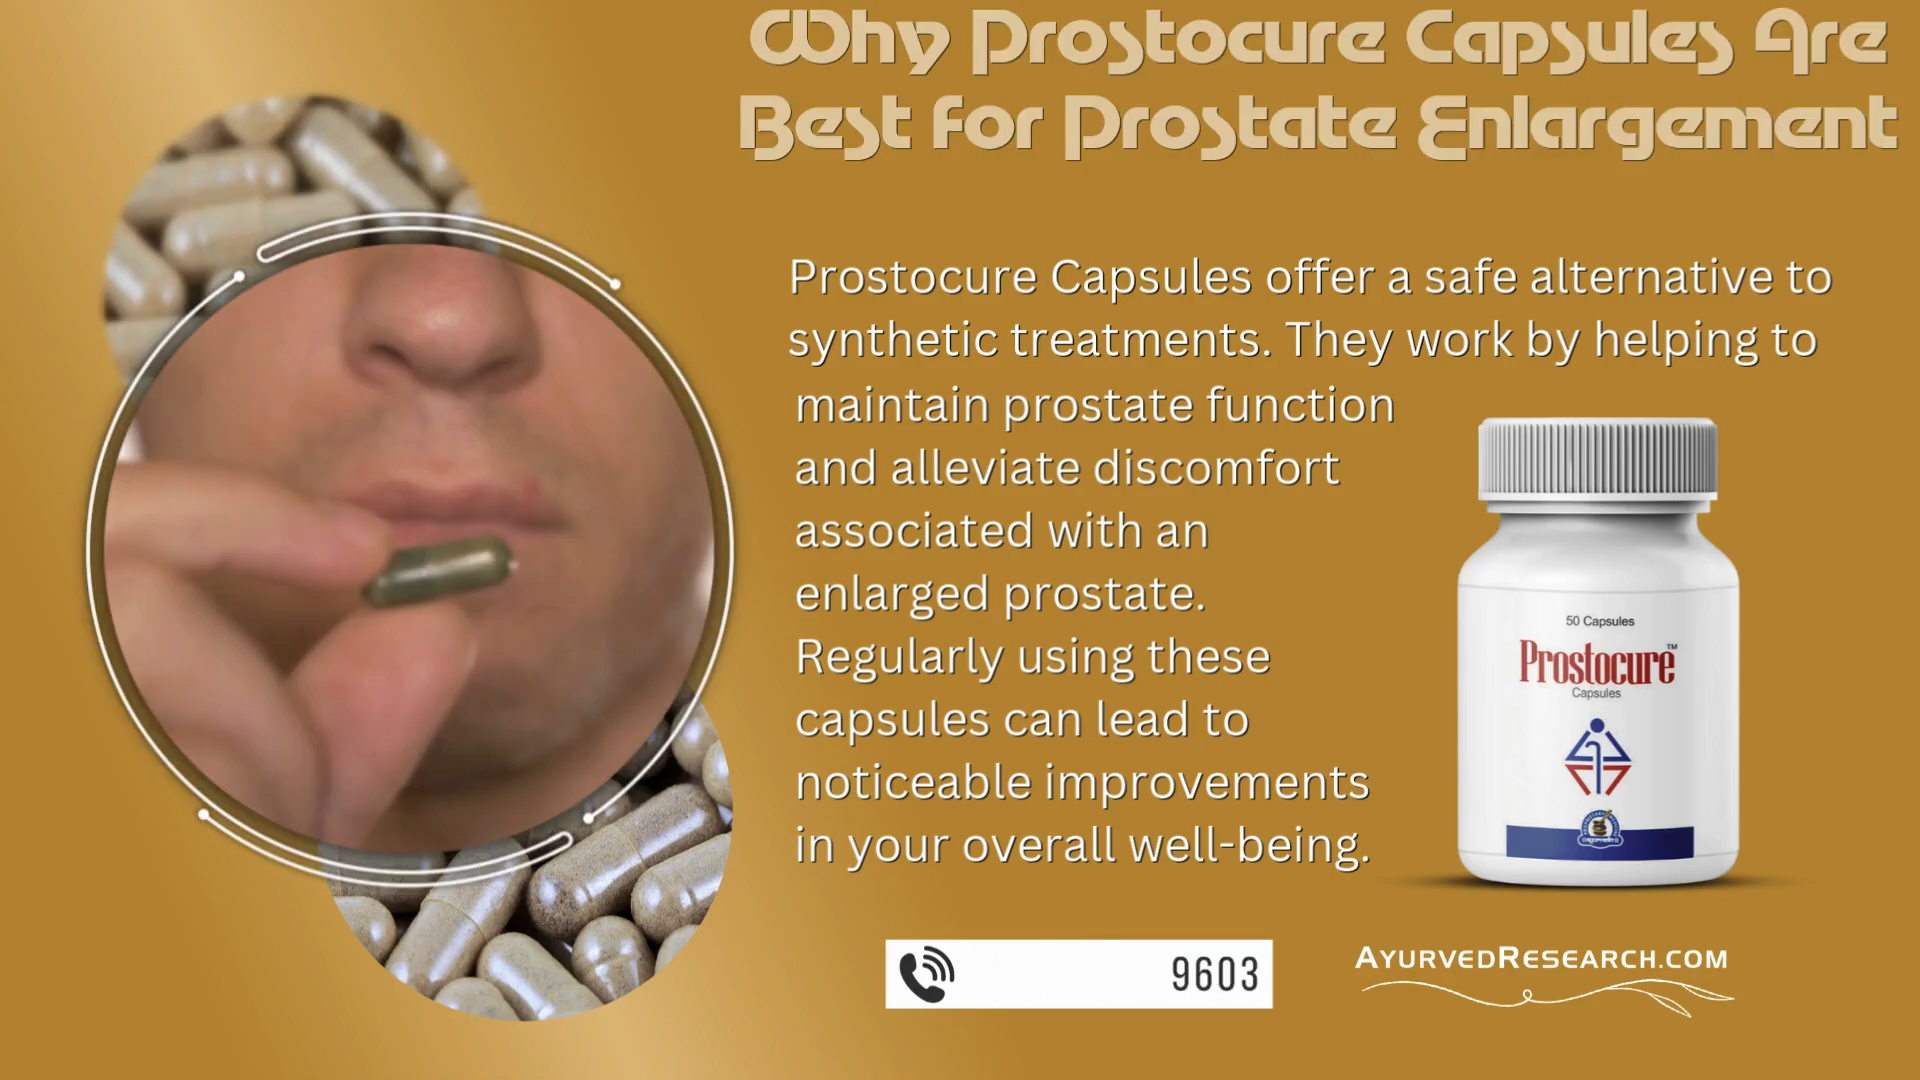 Why Prostocure Capsules Are
Best For Prostate Enlargement
Prostocure Capsules offer a safe alternative to
synthetic treatments. They work by helping to
maintain prostate function
and alleviate discomfort
associated with an
enlarged prostate.
Regularly using these
capsules can lead to
noticeable improvements
in your overall well-being.
50 Capsules
Prostocure™
Capsules
9603
AyurvedResearch.com